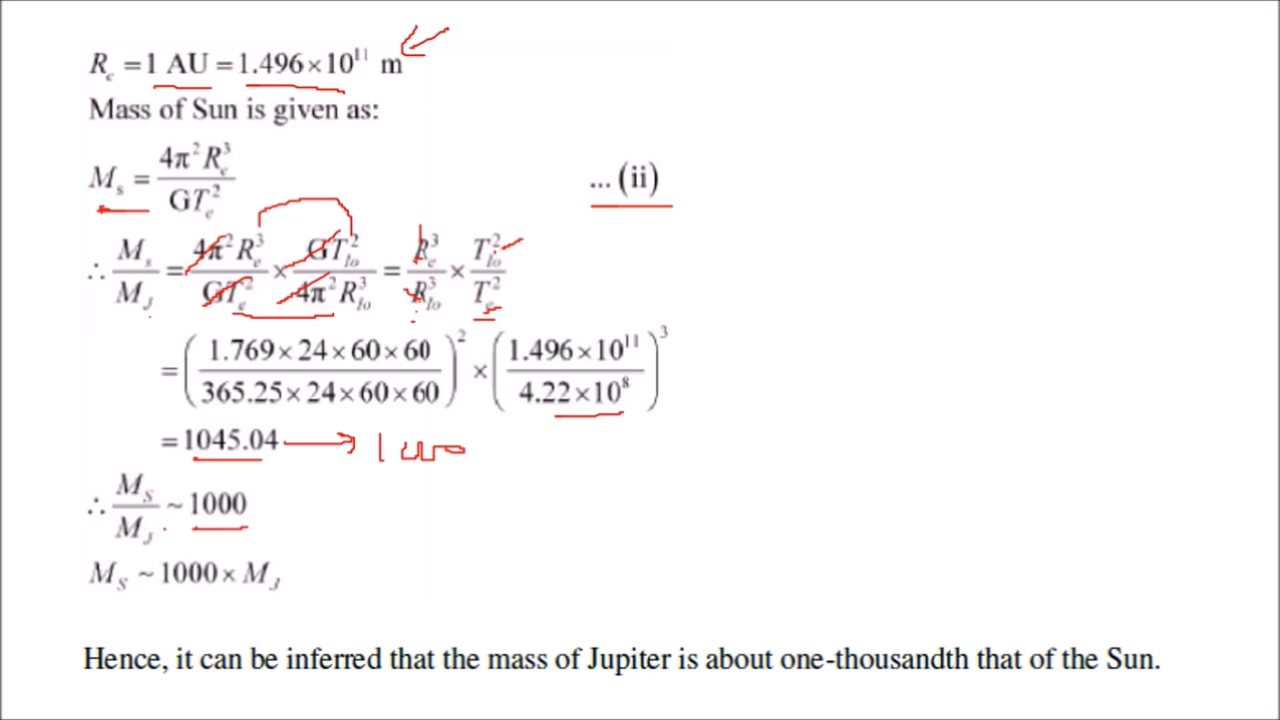 R_e = 1 AU = 1.496×10^11 m
Mass of Sun is given as:
M_s = 4π²R_e³ / GT_e² ... (ii)
∴ M_s / M_J = 4π²R_e³ / GT_e² × GT_Io² / 4π²R_Io³ = R_e³ / R_Io³ × T_Io² / T_e²
= (1.769×24×60×60 / 365.25×24×60×60)² × (1.496×10^11 / 4.22×10^8)³
= 1045.04
∴ M_S / M_J ~ 1000
M_S ~ 1000× M_J
Hence, it can be inferred that the mass of Jupiter is about one-thousandth that of the Sun.